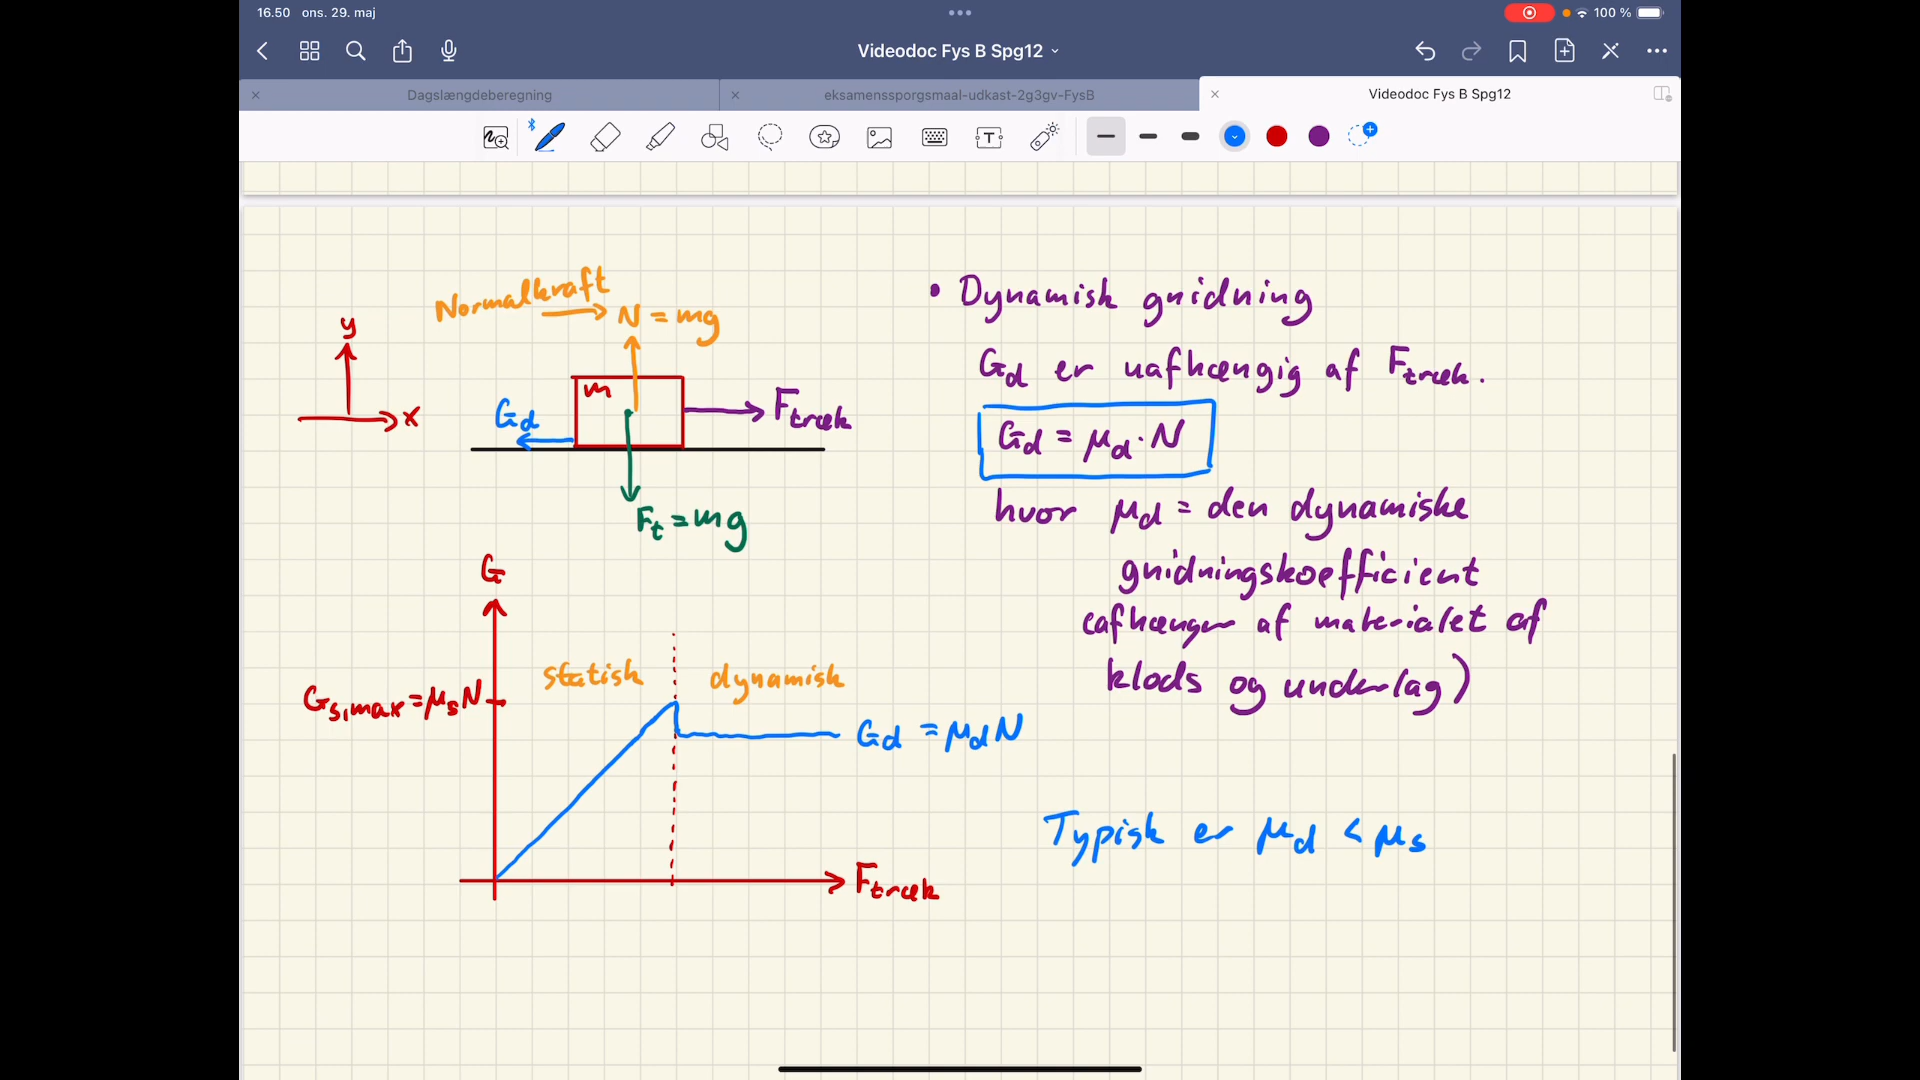 16.50 ons. 29. maj
100 %
Videodoc Fys B Spg12
Dagslængdeberegning
eksamenssporgsmaal-udkast-2g3gv-FysB
Videodoc Fys B Spg12
Normalkraft
N = mg
y
x
m
Gd
Ftræk
Ft = mg
• Dynamisk gnidning
Gd er uafhængig af Ftræk.
Gd = μd · N
hvor μd = den dynamiske
gnidningskoefficient
(afhænger af materialet af
klods og underlag)
G
statisk
dynamisk
Gs,max = μsN
Gd = μdN
Ftræk
Typisk er μd < μs